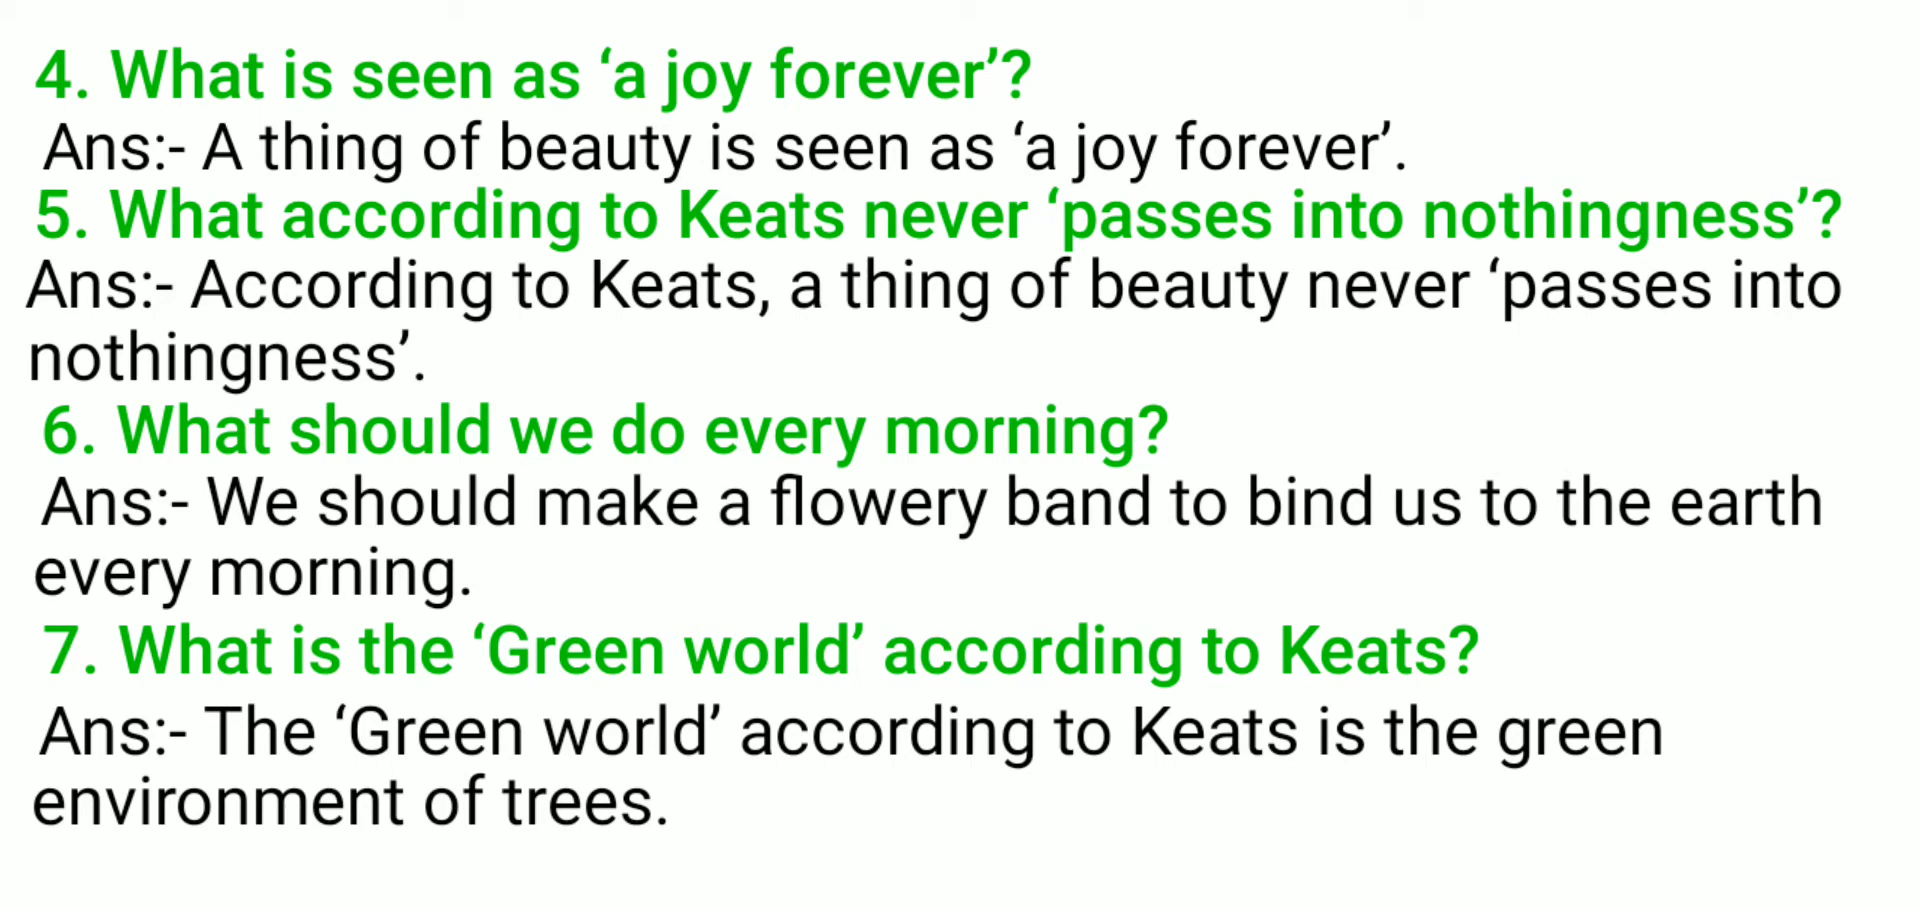 4. What is seen as ‘a joy forever’?
Ans:- A thing of beauty is seen as ‘a joy forever’.
5. What according to Keats never ‘passes into nothingness’?
Ans:- According to Keats, a thing of beauty never ‘passes into
nothingness’.
6. What should we do every morning?
Ans:- We should make a flowery band to bind us to the earth
every morning.
7. What is the ‘Green world’ according to Keats?
Ans:- The ‘Green world’ according to Keats is the green
environment of trees.